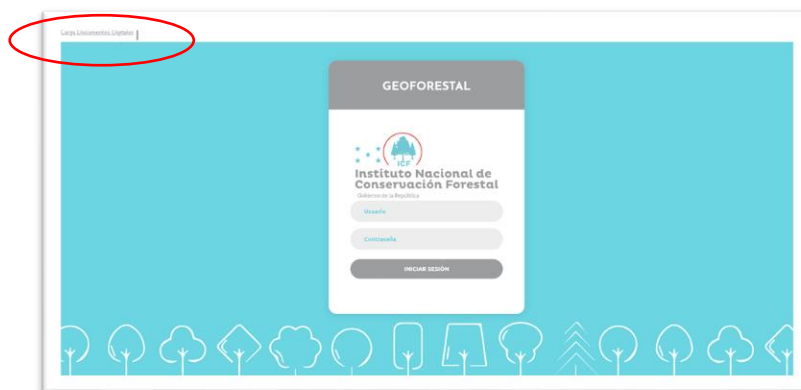 Carga Documentos Digitales
GEOFORESTAL
ICF
Instituto Nacional de
Conservación Forestal
Gobierno de la República
Usuario
Contraseña
INICIAR SESIÓN